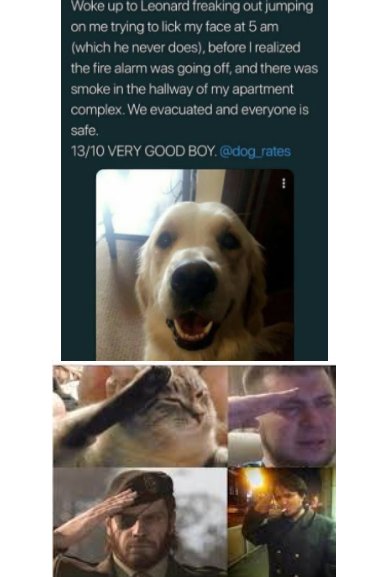 Woke up to Leonard freaking out jumping
on me trying to lick my face at 5 am
(which he never does), before I realized
the fire alarm was going off, and there was
smoke in the hallway of my apartment
complex. We evacuated and everyone is
safe.
13/10 VERY GOOD BOY. @dog_rates